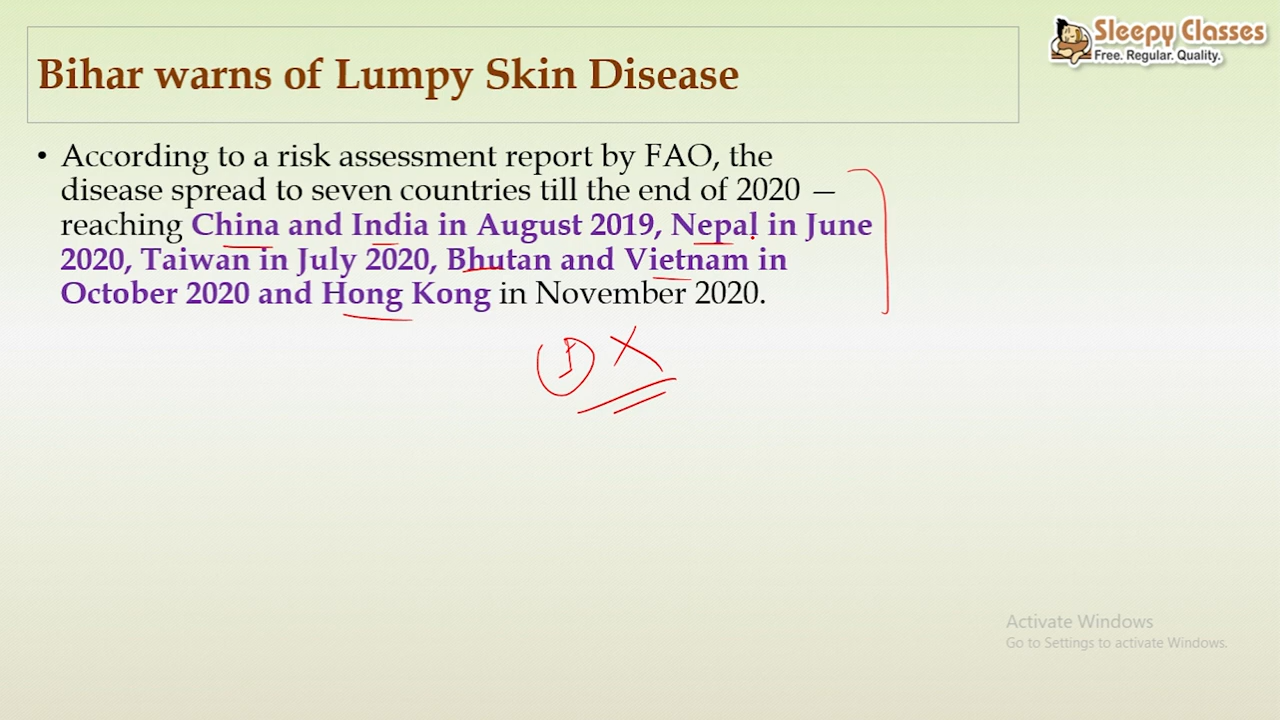 Sleepy Classes
Free. Regular. Quality.
Bihar warns of Lumpy Skin Disease
• According to a risk assessment report by FAO, the
disease spread to seven countries till the end of 2020 —
reaching China and India in August 2019, Nepal in June
2020, Taiwan in July 2020, Bhutan and Vietnam in
October 2020 and Hong Kong in November 2020.
Activate Windows
Go to Settings to activate Windows.